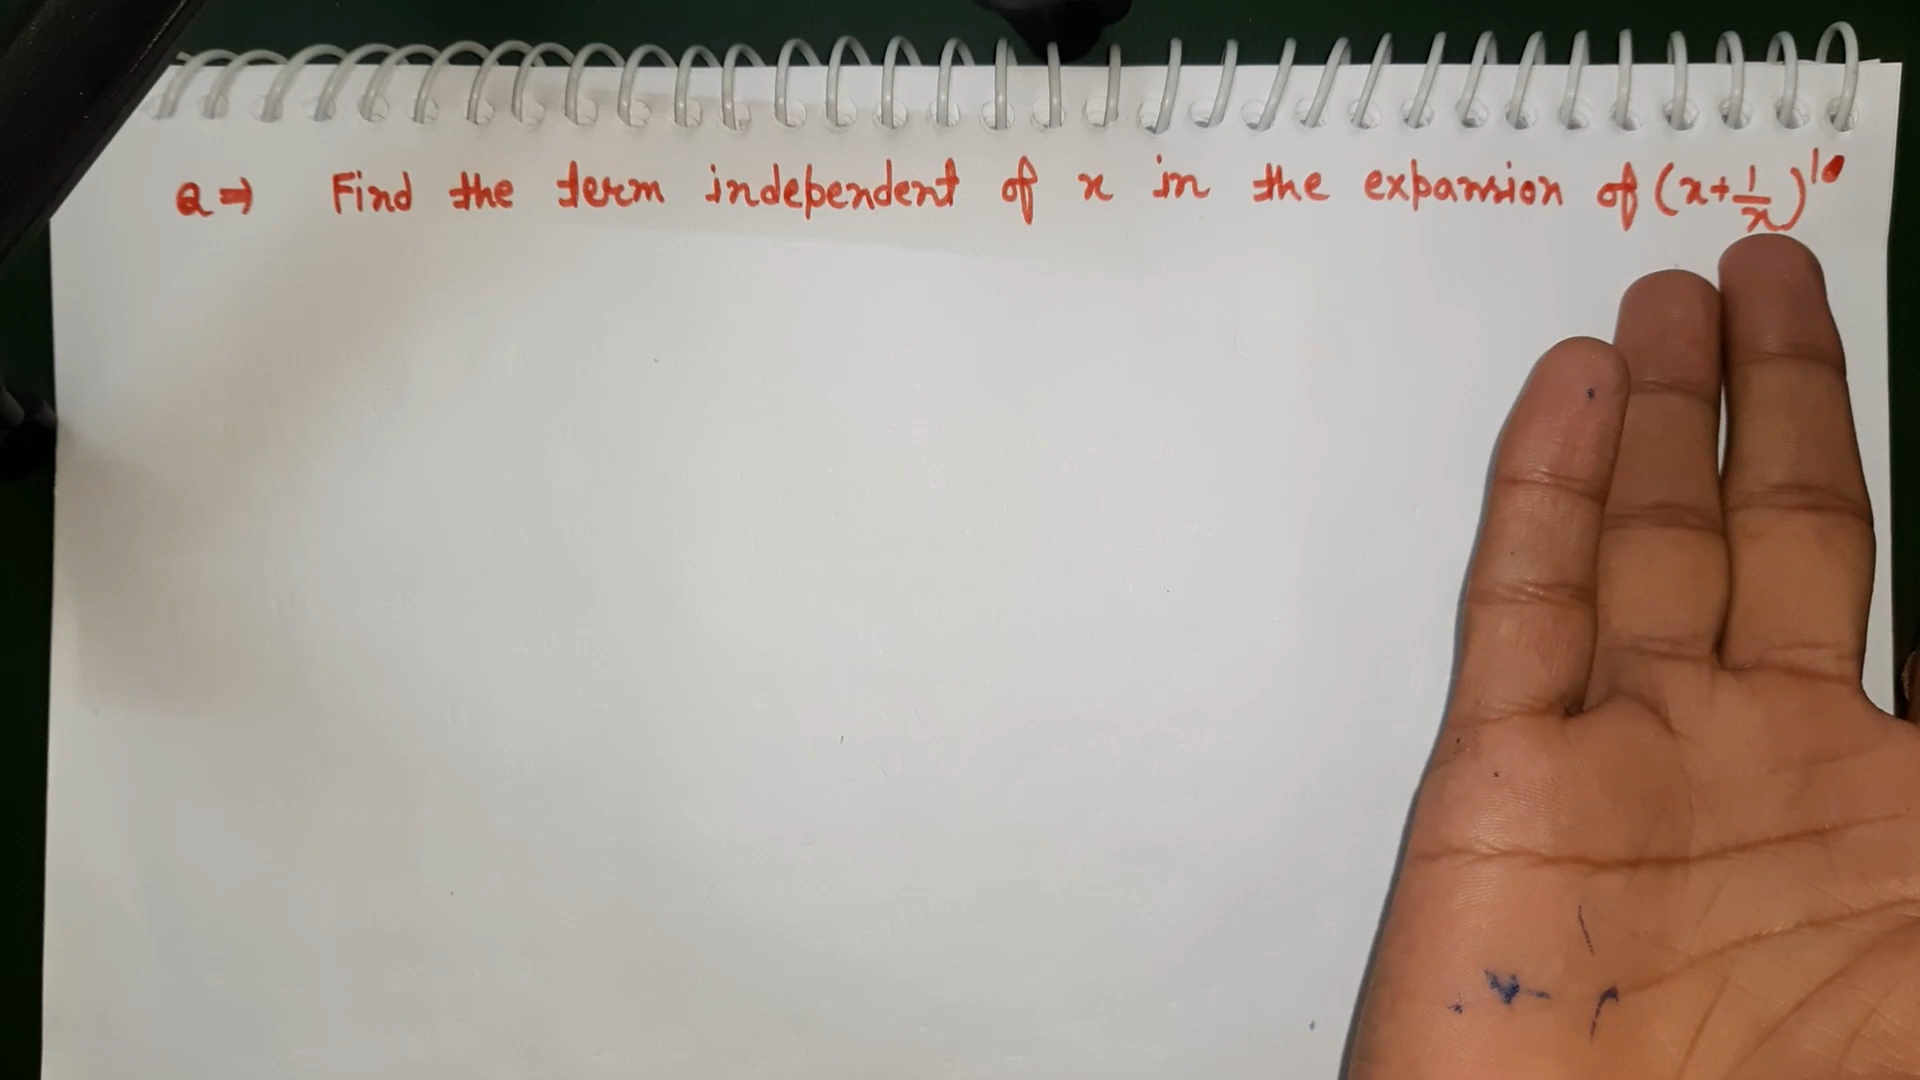 Q⇒ Find the term independent of x in the expansion of (x+1/x)^10